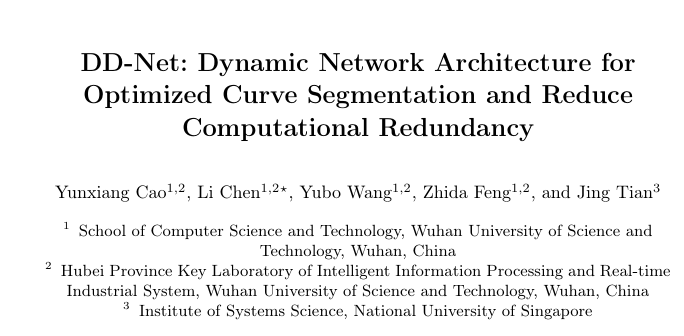 DD-Net: Dynamic Network Architecture for
Optimized Curve Segmentation and Reduce
Computational Redundancy
Yunxiang Cao¹,², Li Chen¹,²⋆, Yubo Wang¹,², Zhida Feng¹,², and Jing Tian³
¹ School of Computer Science and Technology, Wuhan University of Science and
Technology, Wuhan, China
² Hubei Province Key Laboratory of Intelligent Information Processing and Real-time
Industrial System, Wuhan University of Science and Technology, Wuhan, China
³ Institute of Systems Science, National University of Singapore